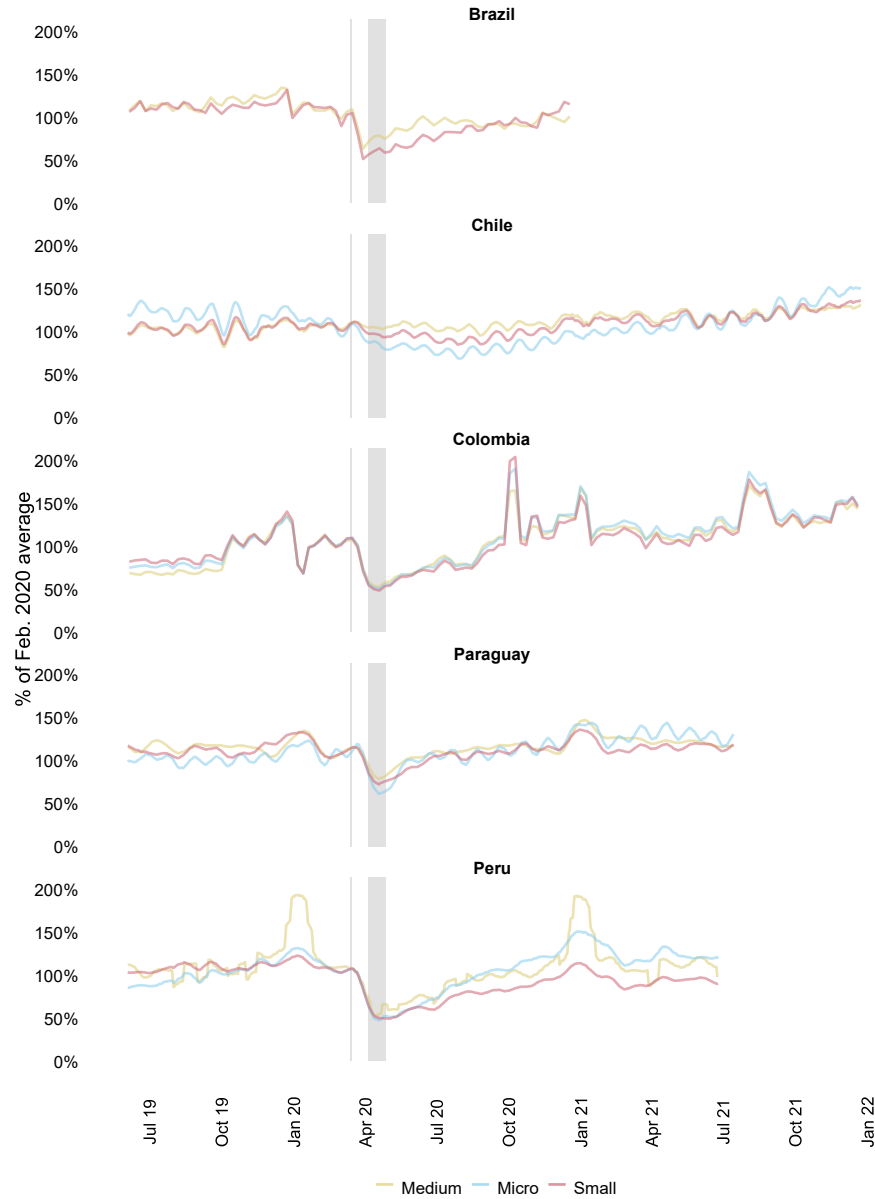 Brazil
200%
150%
100%
50%
0%
Chile
200%
150%
100%
50%
0%
Colombia
200%
150%
100%
50%
0%
% of Feb. 2020 average
Paraguay
200%
150%
100%
50%
0%
Peru
200%
150%
100%
50%
0%
Jul 19
Oct 19
Jan 20
Apr 20
Jul 20
Oct 20
Jan 21
Apr 21
Jul 21
Oct 21
Jan 22
Medium Micro Small